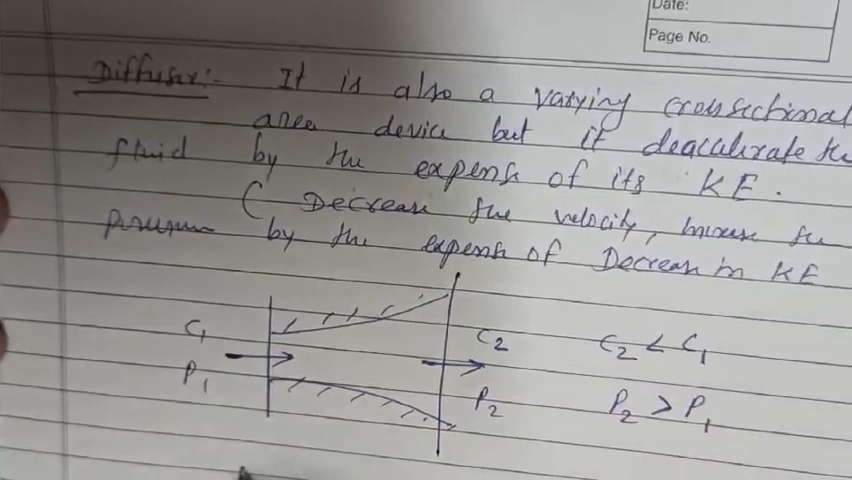 Date:
Page No.
Diffuser:- It is also a varying crossectional
area device but it deaccelerate the
fluid by the expense of its KE.
( Decrease the velocity, increase the
pressure by the expense of Decrease in KE
C1
P1
C2
P2
C2 < C1
P2 > P1